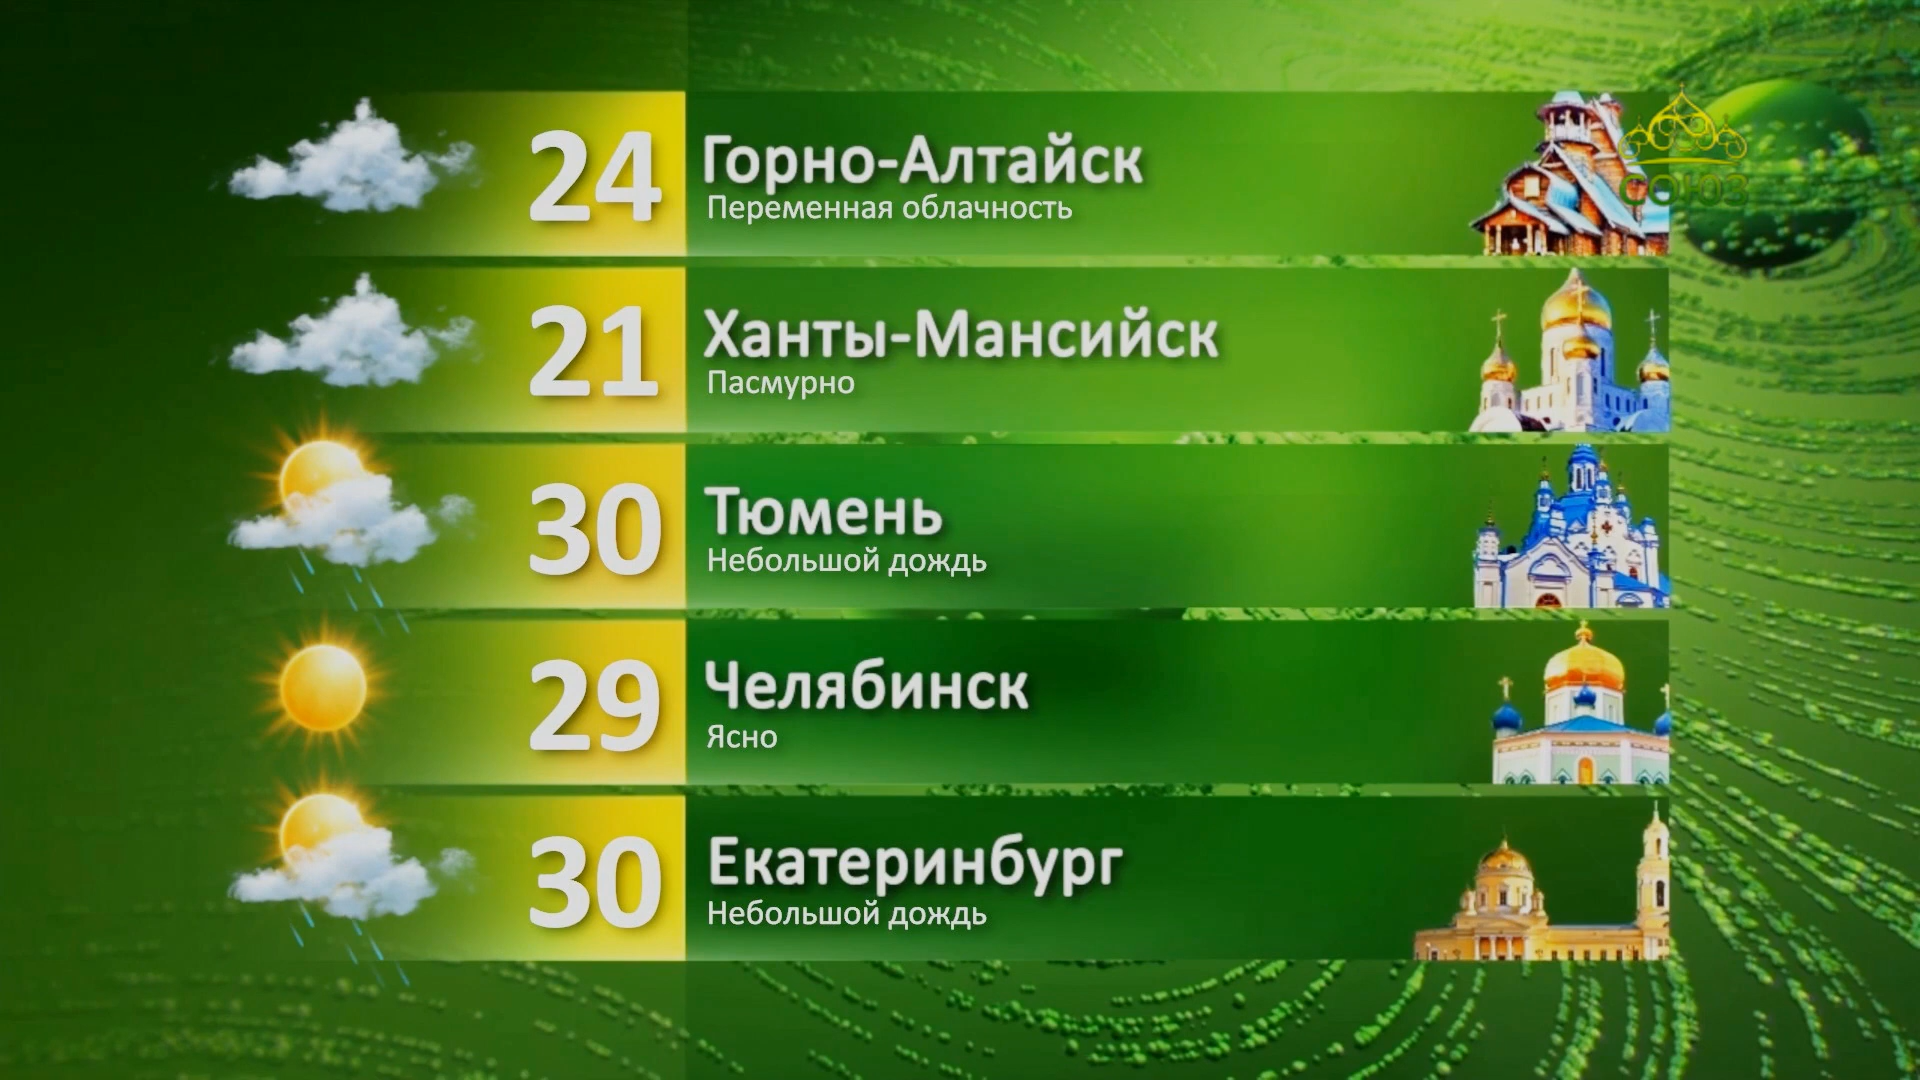 24 Горно-Алтайск
Переменная облачность
СОЮЗ
21 Ханты-Мансийск
Пасмурно
30 Тюмень
Небольшой дождь
29 Челябинск
Ясно
30 Екатеринбург
Небольшой дождь